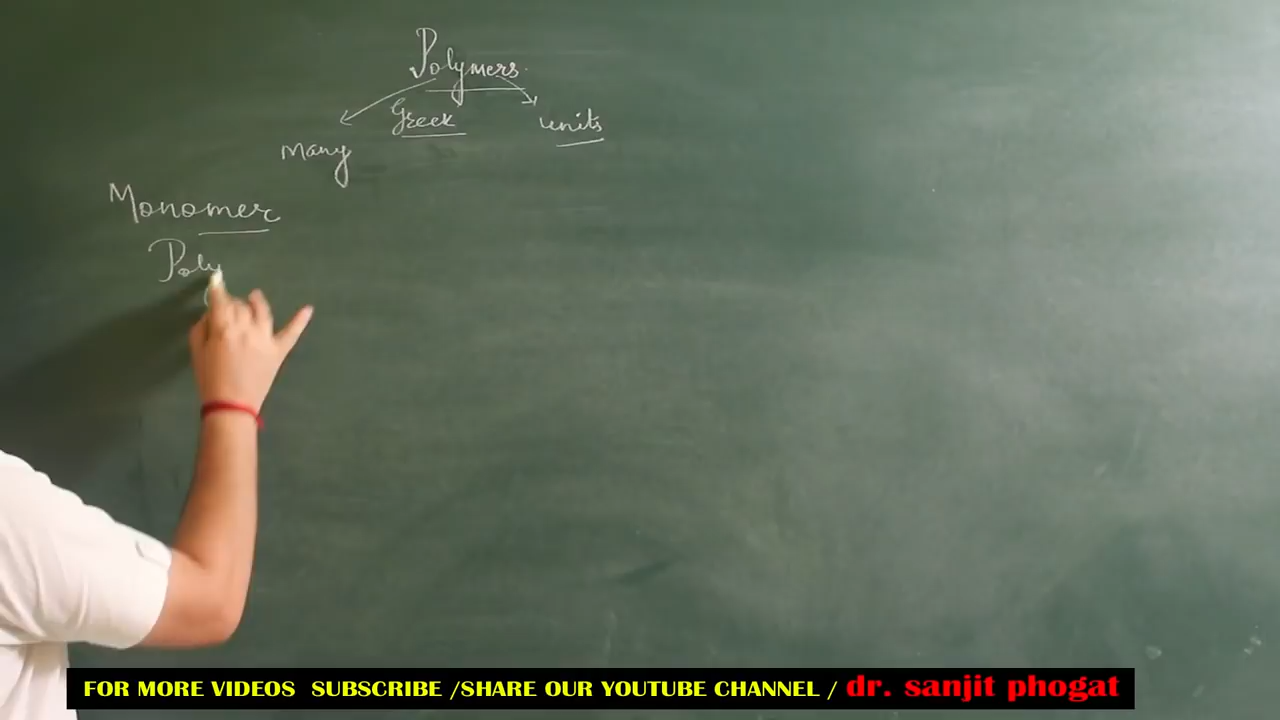 Polymers
Greek
units
Many
Monomer
Poly
FOR MORE VIDEOS SUBSCRIBE /SHARE OUR YOUTUBE CHANNEL / dr. sanjit phogat